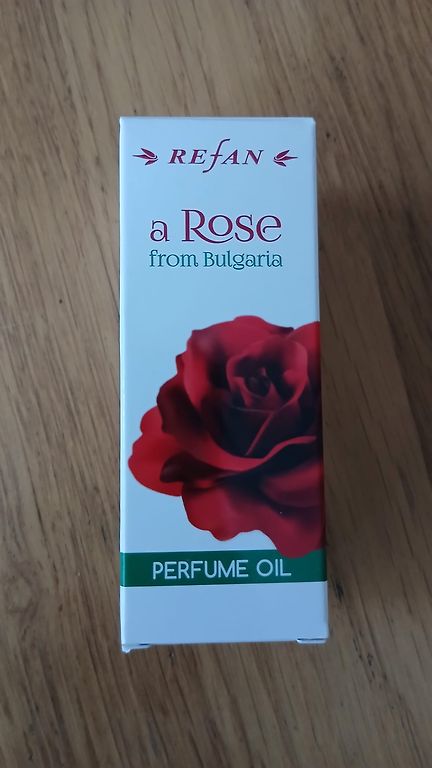 REFAN
a Rose
from Bulgaria
PERFUME OIL